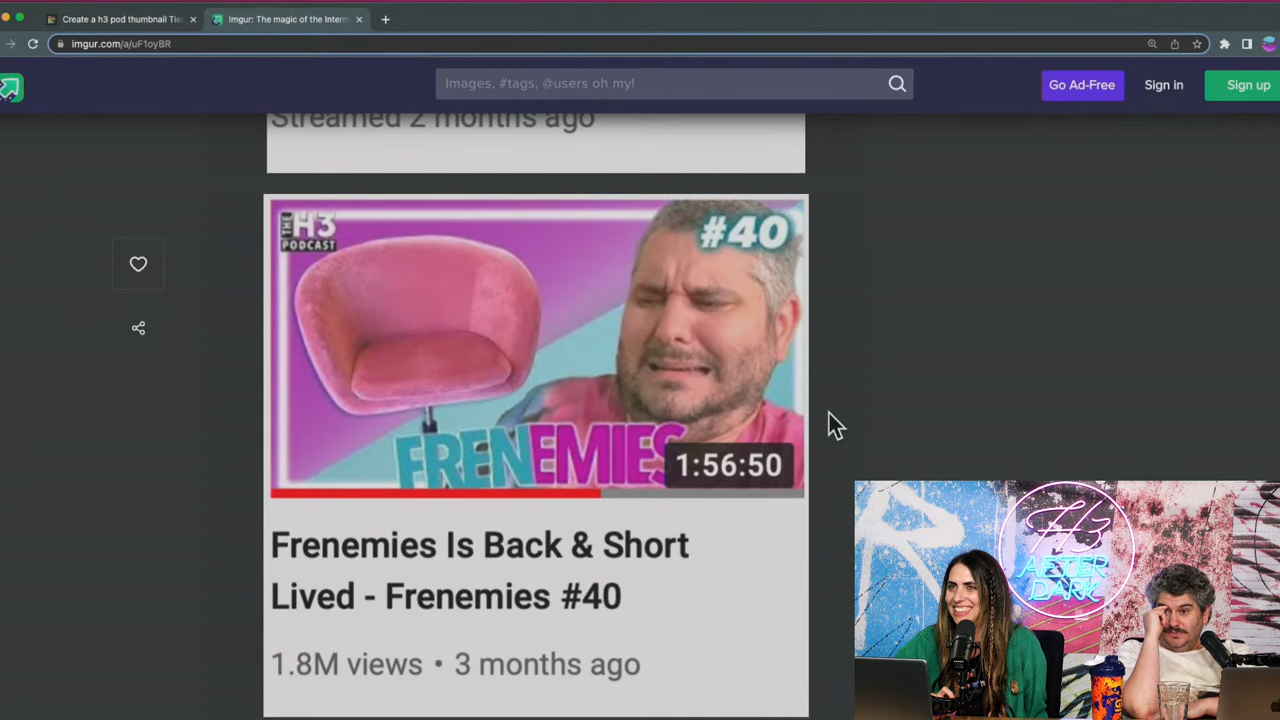 Create a h3 pod thumbnail Tie
Imgur: The magic of the Intern
imgur.com/a/uF1oyBR
Images, #tags, @users oh my!
Go Ad-Free
Sign in
Sign up
Streamed 2 months ago
THE H3
PODCAST
#40
FRENEMIES
1:56:50
Frenemies Is Back & Short
Lived - Frenemies #40
1.8M views • 3 months ago
H3
AFTER
DARK